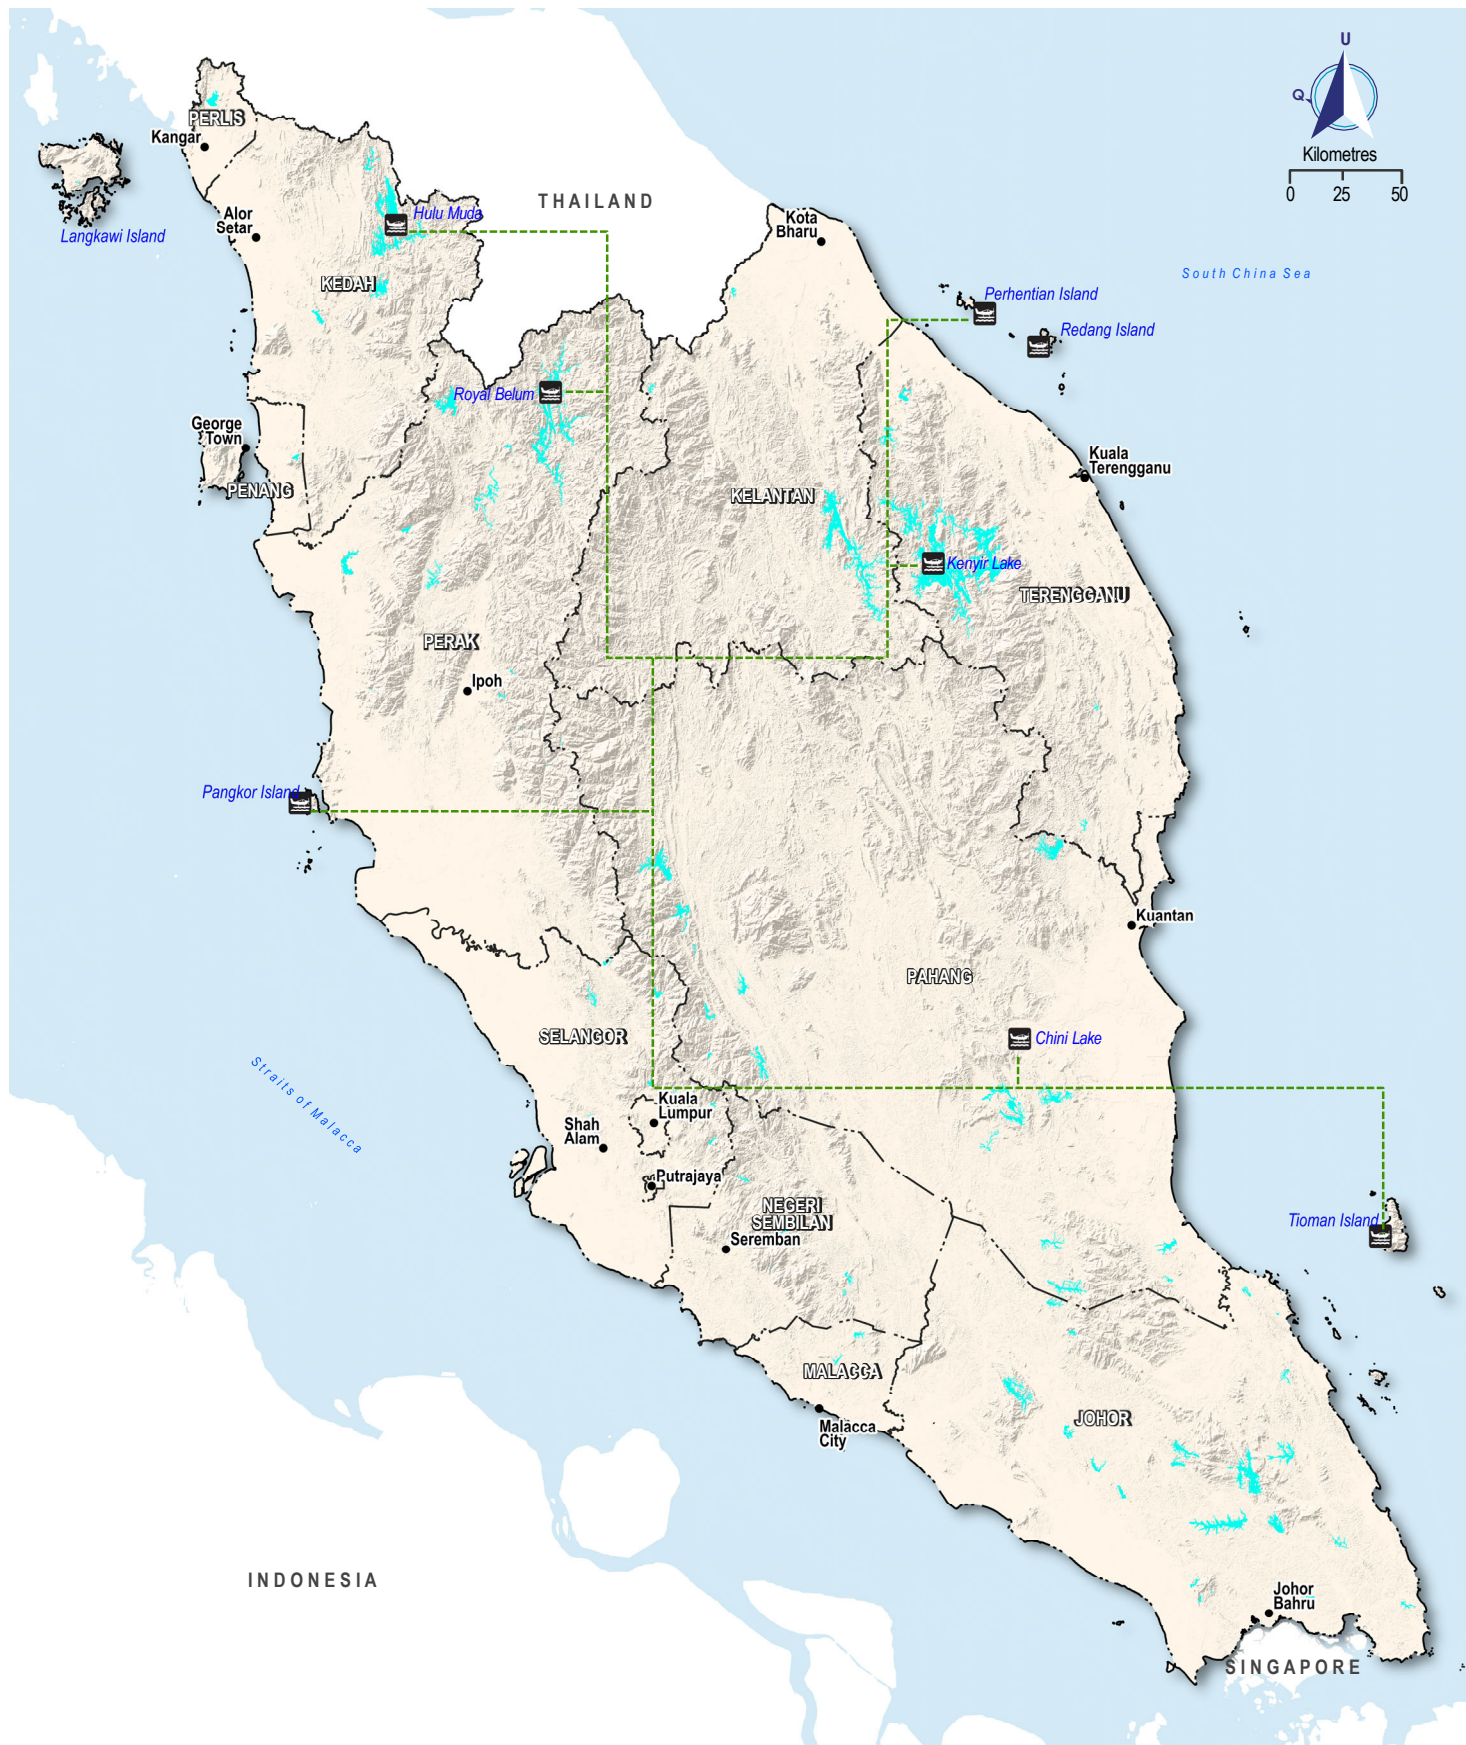 U
Q
Kilometres
0 25 50
PERLIS
Kangar
THAILAND
Alor
Setar
Hulu Muda
Langkawi Island
Kota
Bharu
South China Sea
KEDAH
Perhentian Island
Redang Island
Royal Belum
George
Town
PENANG
Kuala
Terengganu
KELANTAN
Kenyir Lake
TERENGGANU
PERAK
Ipoh
Pangkor Island
Kuantan
PAHANG
SELANGOR
Chini Lake
Straits of Malacca
Kuala
Lumpur
Shah
Alam
Putrajaya
NEGERI
SEMBILAN
Seremban
Tioman Island
MALACCA
Malacca
City
JOHOR
INDONESIA
Johor
Bahru
SINGAPORE